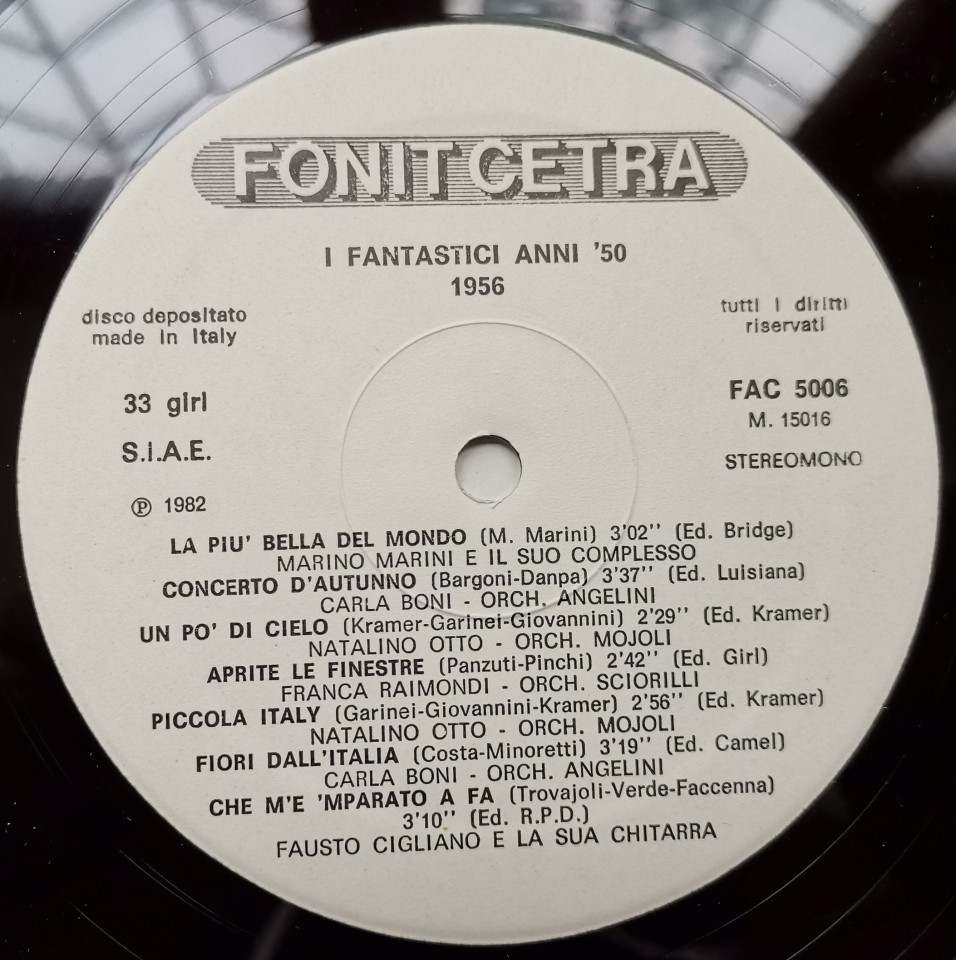 FONIT CETRA
I FANTASTICI ANNI '50
1956
disco depositato
made in Italy
tutti i diritti
riservati
33 giri
S.I.A.E.
℗ 1982
FAC 5006
M. 15016
STEREOMONO
LA PIU' BELLA DEL MONDO (M. Marini) 3'02'' (Ed. Bridge)
MARINO MARINI E IL SUO COMPLESSO
CONCERTO D'AUTUNNO (Bargoni-Danpa) 3'37'' (Ed. Luisiana)
CARLA BONI - ORCH. ANGELINI
UN PO' DI CIELO (Kramer-Garinei-Giovannini) 2'29'' (Ed. Kramer)
NATALINO OTTO - ORCH. MOJOLI
APRITE LE FINESTRE (Panzuti-Pinchi) 2'42'' (Ed. Girl)
FRANCA RAIMONDI - ORCH. SCIORILLI
PICCOLA ITALY (Garinei-Giovannini-Kramer) 2'56'' (Ed. Kramer)
NATALINO OTTO - ORCH. MOJOLI
FIORI DALL'ITALIA (Costa-Minoretti) 3'19'' (Ed. Camel)
CARLA BONI - ORCH. ANGELINI
CHE M'E 'MPARATO A FA (Trovajoli-Verde-Faccenna)
3'10'' (Ed. R.P.D.)
FAUSTO CIGLIANO E LA SUA CHITARRA